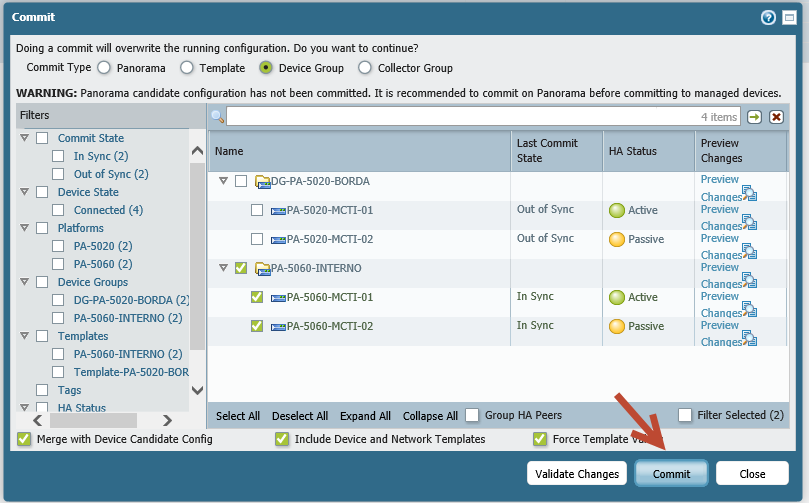 Commit
Doing a commit will overwrite the running configuration. Do you want to continue?
Commit Type Panorama Template Device Group Collector Group
WARNING: Panorama candidate configuration has not been committed. It is recommended to commit on Panorama before committing to managed devices.
Filters
Commit State
In Sync (2)
Out of Sync (2)
Device State
Connected (4)
Platforms
PA-5020 (2)
PA-5060 (2)
Device Groups
DG-PA-5020-BORDA (2)
PA-5060-INTERNO (2)
Templates
PA-5060-INTERNO (2)
Template-PA-5020-BOR
Tags
HA Status
4 items
Name Last Commit State HA Status Preview Changes
DG-PA-5020-BORDA Preview Changes
PA-5020-MCTI-01 Out of Sync Active Preview Changes
PA-5020-MCTI-02 Out of Sync Passive Preview Changes
PA-5060-INTERNO Preview Changes
PA-5060-MCTI-01 In Sync Active Preview Changes
PA-5060-MCTI-02 In Sync Passive Preview Changes
Select All Deselect All Expand All Collapse All Group HA Peers Filter Selected (2)
Merge with Device Candidate Config Include Device and Network Templates Force Template
Validate Changes Commit Close